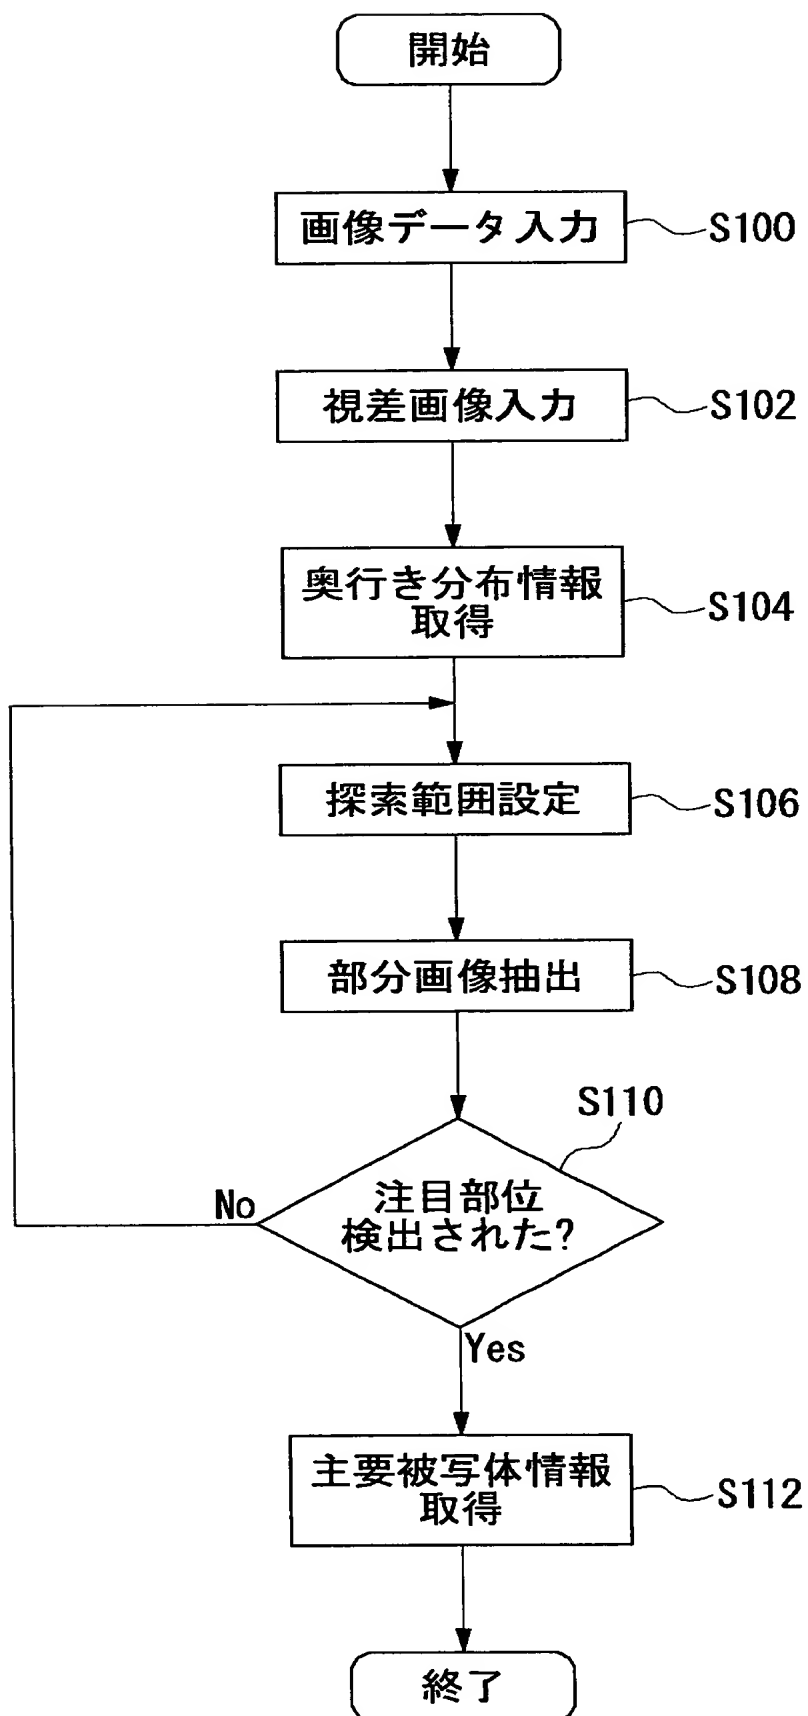 開始
画像データ入力 S100
視差画像入力 S102
奥行き分布情報
取得
S104
探索範囲設定 S106
部分画像抽出 S108
S110
注目部位
検出された?
No
Yes
主要被写体情報
取得
S112
終了